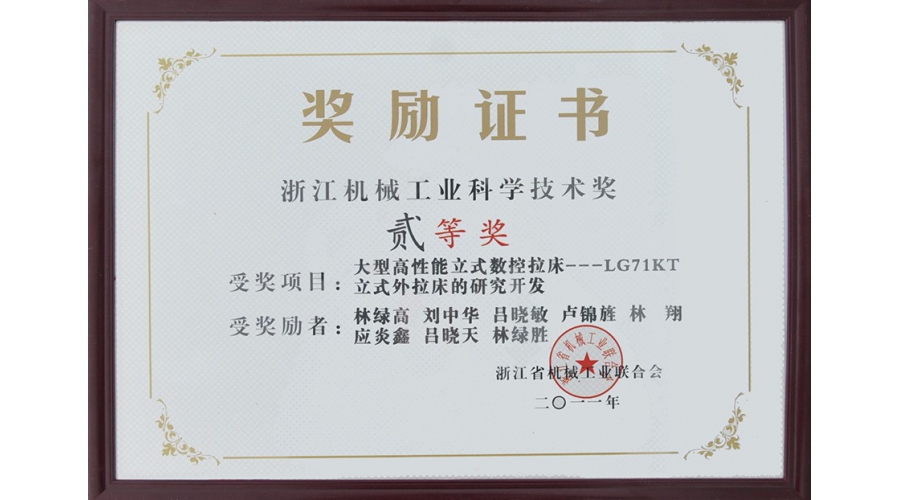 奖励证书
浙江机械工业科学技术奖
贰等奖
受奖项目：大型高性能立式数控拉床---LG71KT
立式外拉床的研究开发
受奖励者：林绿高 刘中华 吕晓敏 卢锦旌 林 翔
应炎鑫 吕晓天 林绿胜
浙江省机械工业联合会
二〇一一年